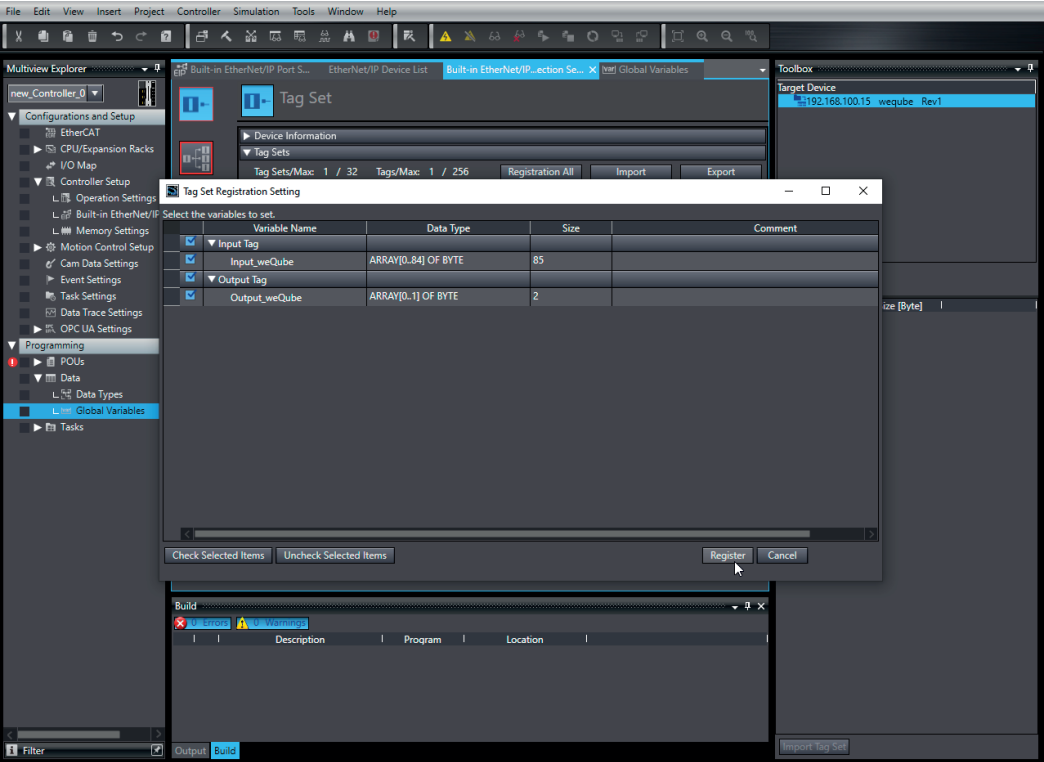 File Edit View Insert Project Controller Simulation Tools Window Help
Multiview Explorer
new_Controller_0
Configurations and Setup
EtherCAT
CPU/Expansion Racks
I/O Map
Controller Setup
Operation Settings
Built-in EtherNet/IP
Memory Settings
Motion Control Setup
Cam Data Settings
Event Settings
Task Settings
Data Trace Settings
OPC UA Settings
Programming
POUs
Data
Data Types
Global Variables
Tasks
Filter
Built-in EtherNet/IP Port S... EtherNet/IP Device List Built-in EtherNet/IP...ection Se... Global Variables
Tag Set
Device Information
Tag Sets
Tag Sets/Max: 1 / 32 Tags/Max: 1 / 256 Registration All Import Export
Tag Set Registration Setting
Select the variables to set.
Variable Name Data Type Size Comment
Input Tag
Input_weQube ARRAY[0..84] OF BYTE 85
Output Tag
Output_weQube ARRAY[0..1] OF BYTE 2
Check Selected Items Uncheck Selected Items Register Cancel
Build
0 Errors 0 Warnings
Description Program Location
Output Build
Toolbox
Target Device
192.168.100.15 weqube Rev1
ize [Byte]
Import Tag Set